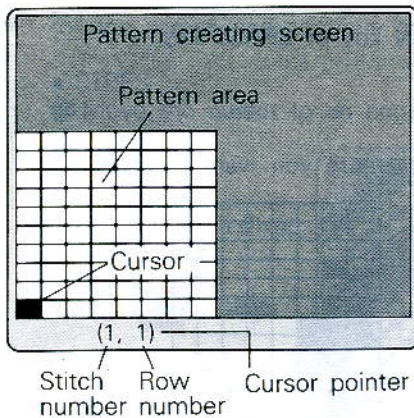 Pattern creating screen
Pattern area
Cursor
(1, 1)
Stitch Row Cursor pointer
number number